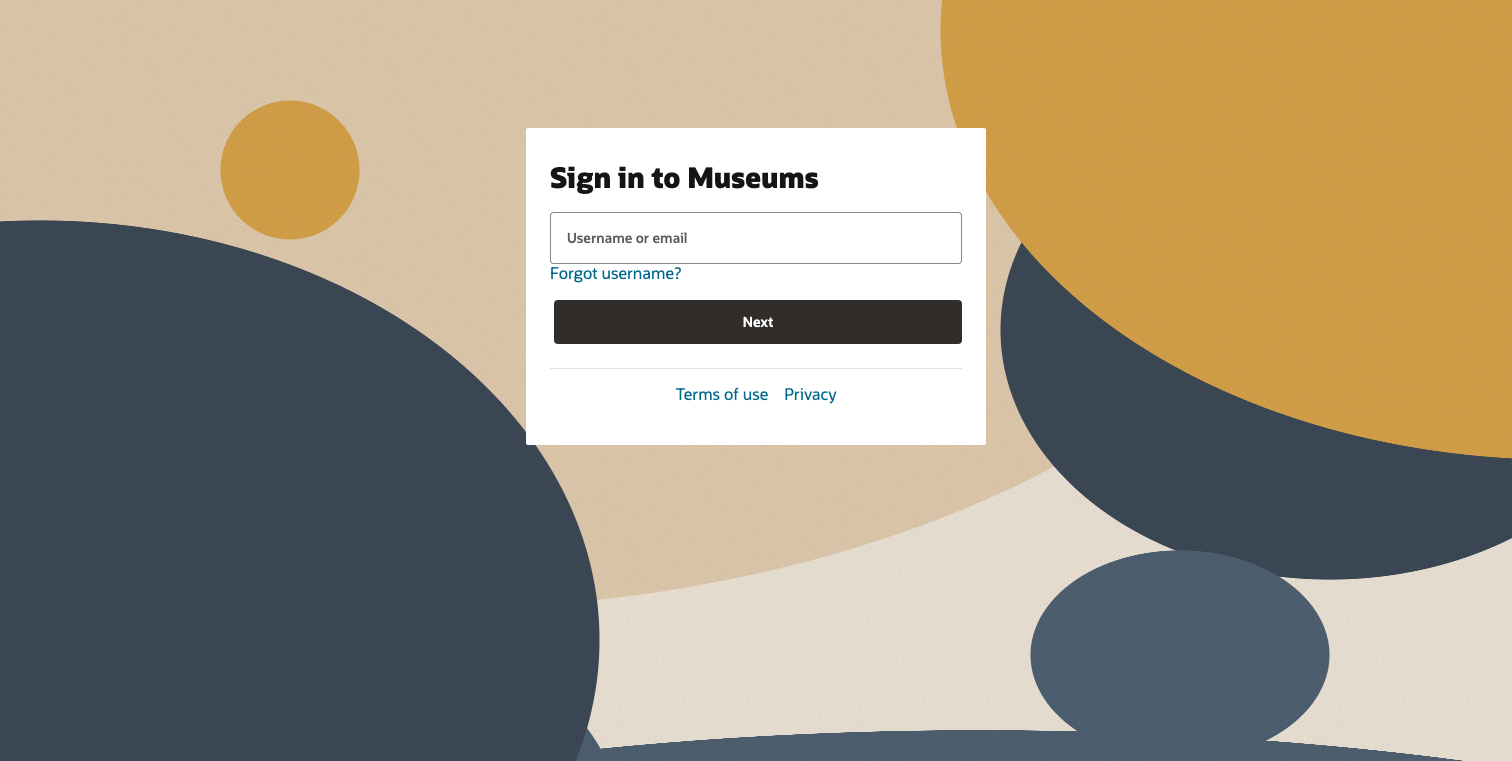 Sign in to Museums
Username or email
Forgot username?
Next
Terms of use Privacy